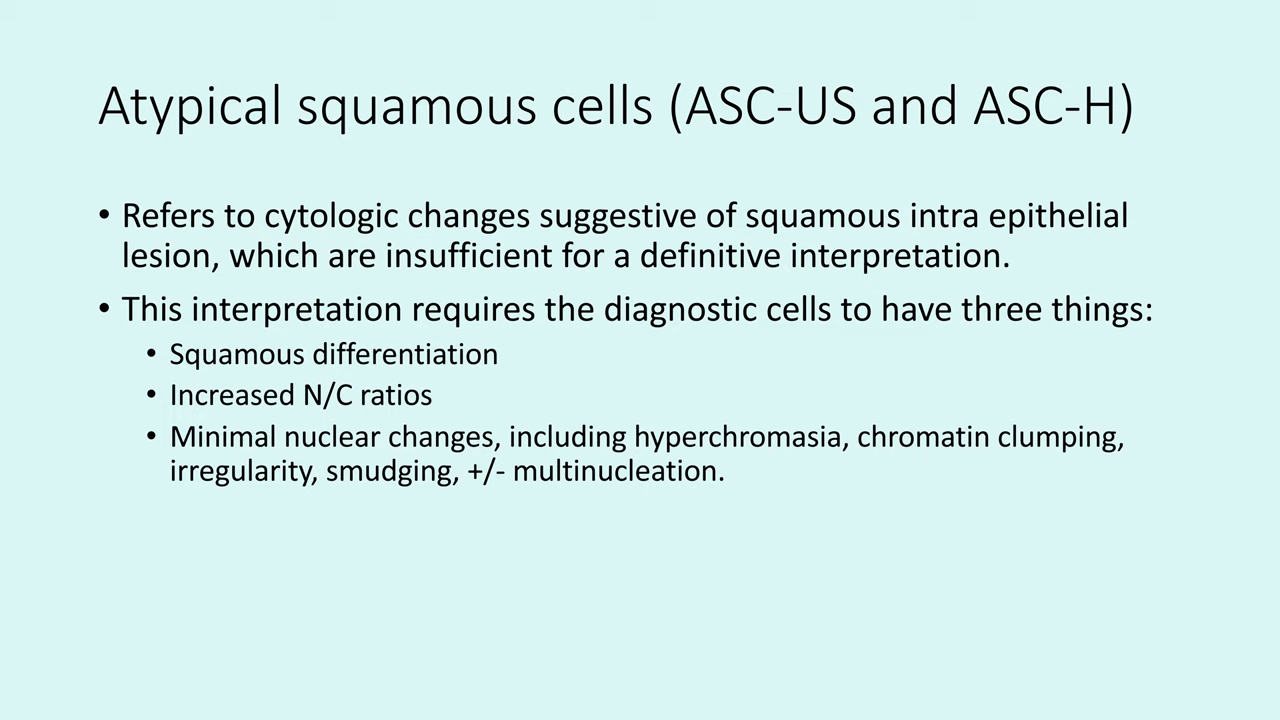 Atypical squamous cells (ASC-US and ASC-H)
• Refers to cytologic changes suggestive of squamous intra epithelial
lesion, which are insufficient for a definitive interpretation.
• This interpretation requires the diagnostic cells to have three things:
• Squamous differentiation
• Increased N/C ratios
• Minimal nuclear changes, including hyperchromasia, chromatin clumping,
irregularity, smudging, +/- multinucleation.